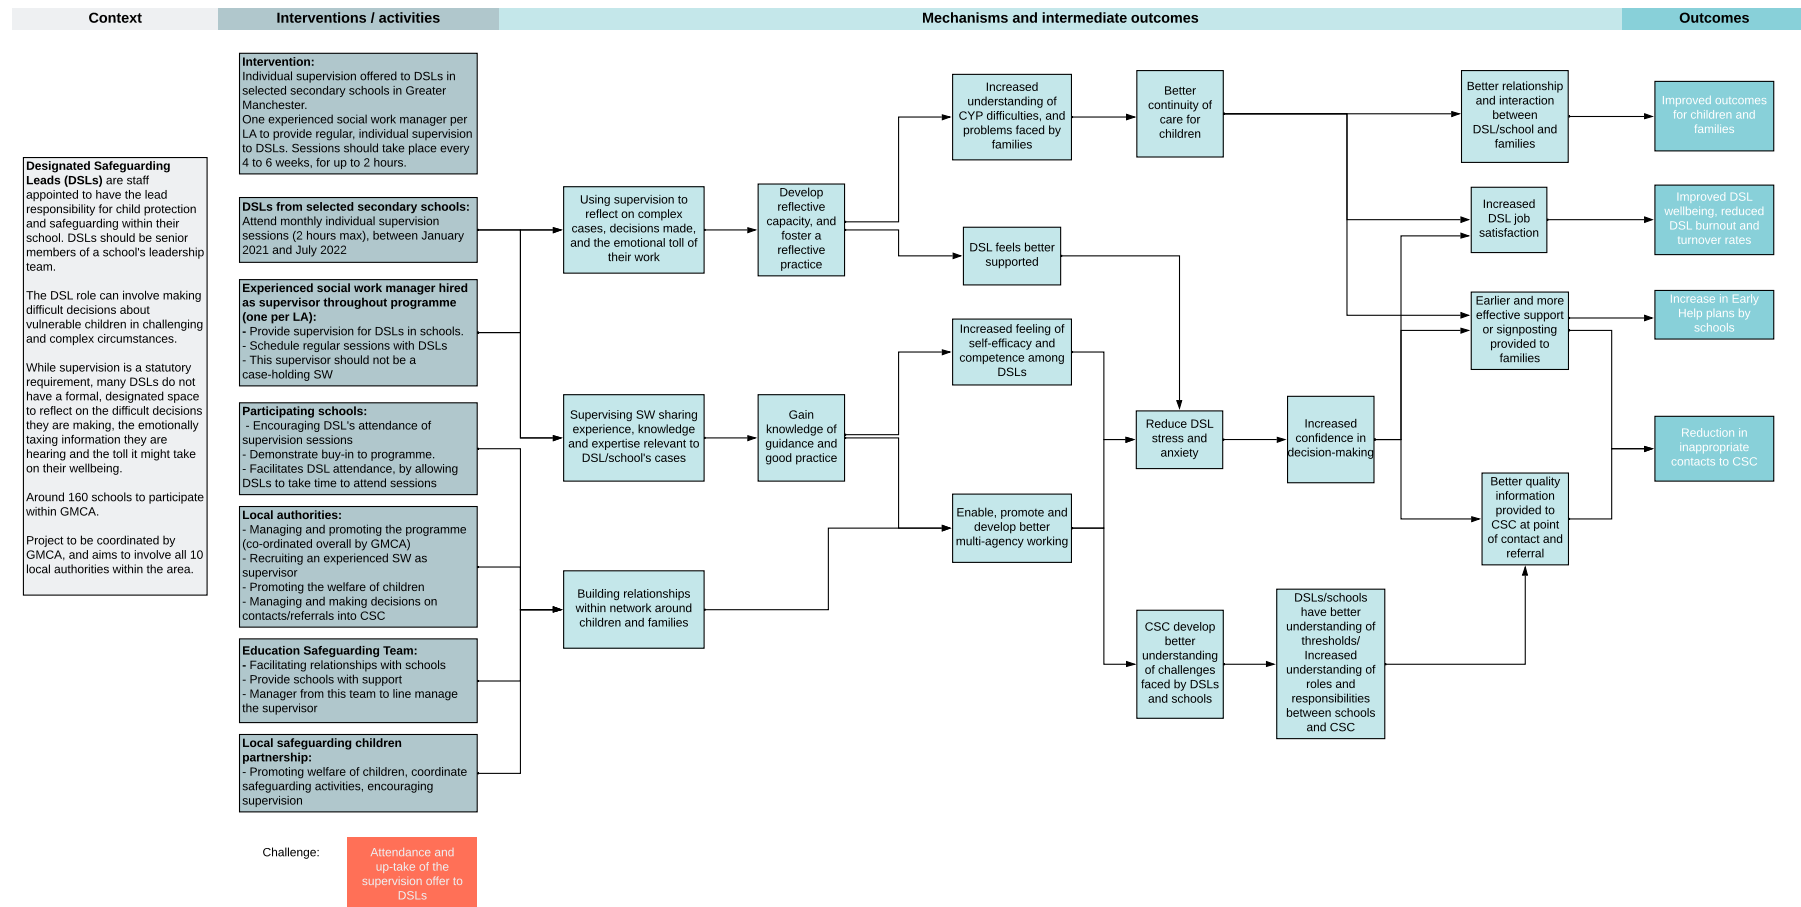 Context
Interventions / activities
Mechanisms and intermediate outcomes
Outcomes
Designated Safeguarding
Leads (DSLs) are staff
appointed to have the lead
responsibility for child protection
and safeguarding within their
school. DSLs should be senior
members of a school's leadership
team.
The DSL role can involve making
difficult decisions about
vulnerable children in challenging
and complex circumstances.
While supervision is a statutory
requirement, many DSLs do not
have a formal, designated space
to reflect on the difficult decisions
they are making, the emotionally
taxing information they are
hearing and the toll it might take
on their wellbeing.
Around 160 schools to participate
within GMCA.
Project to be coordinated by
GMCA, and aims to involve all 10
local authorities within the area.
Intervention:
Individual supervision offered to DSLs in
selected secondary schools in Greater
Manchester.
One experienced social work manager per
LA to provide regular, individual supervision
to DSLs. Sessions should take place every
4 to 6 weeks, for up to 2 hours.
DSLs from selected secondary schools:
Attend monthly individual supervision
sessions (2 hours max), between January
2021 and July 2022
Experienced social work manager hired
as supervisor throughout programme
(one per LA):
- Provide supervision for DSLs in schools.
- Schedule regular sessions with DSLs
- This supervisor should not be a
case-holding SW
Participating schools:
- Encouraging DSL's attendance of
supervision sessions
- Demonstrate buy-in to programme.
- Facilitates DSL attendance, by allowing
DSLs to take time to attend sessions
Local authorities:
- Managing and promoting the programme
(co-ordinated overall by GMCA)
- Recruiting an experienced SW as
supervisor
- Promoting the welfare of children
- Managing and making decisions on
contacts/referrals into CSC
Education Safeguarding Team:
- Facilitating relationships with schools
- Provide schools with support
- Manager from this team to line manage
the supervisor
Local safeguarding children
partnership:
- Promoting welfare of children, coordinate
safeguarding activities, encouraging
supervision
Challenge:
Attendance and
up-take of the
supervision offer to
DSLs
Using supervision to
reflect on complex
cases, decisions made,
and the emotional toll of
their work
Supervising SW sharing
experience, knowledge
and expertise relevant to
DSL/school's cases
Building relationships
within network around
children and families
Develop
reflective
capacity, and
foster a
reflective
practice
Gain
knowledge of
guidance and
good practice
Increased
understanding of
CYP difficulties, and
problems faced by
families
DSL feels better
supported
Increased feeling of
self-efficacy and
competence among
DSLs
Enable, promote and
develop better
multi-agency working
Better
continuity of
care for
children
Reduce DSL
stress and
anxiety
CSC develop
better
understanding
of challenges
faced by DSLs
and schools
Increased
confidence in
decision-making
DSLs/schools
have better
understanding of
thresholds/
Increased
understanding of
roles and
responsibilities
between schools
and CSC
Better relationship
and interaction
between
DSL/school and
families
Increased
DSL job
satisfaction
Earlier and more
effective support
or signposting
provided to
families
Better quality
information
provided to
CSC at point
of contact and
referral
Improved outcomes
for children and
families
Improved DSL
wellbeing, reduced
DSL burnout and
turnover rates
Increase in Early
Help plans by
schools
Reduction in
inappropriate
contacts to CSC